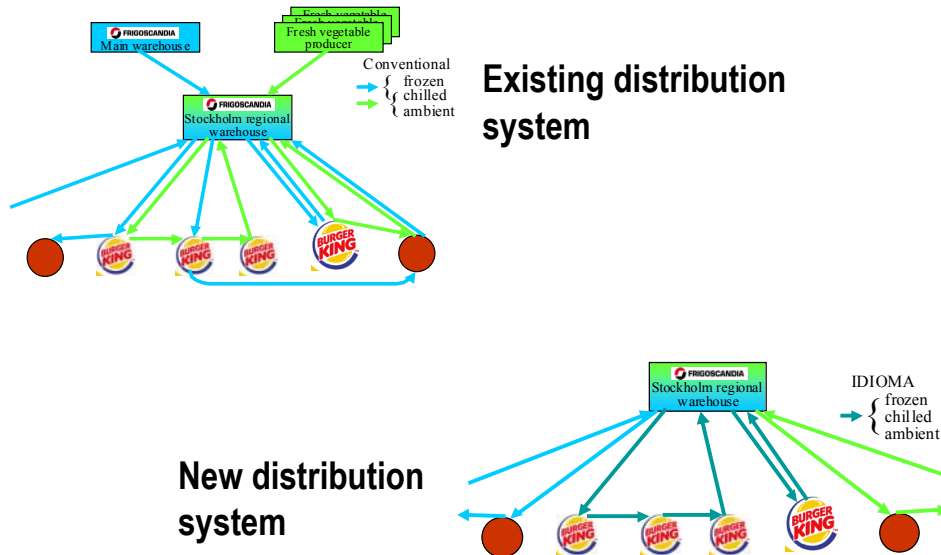 Fresh vegetable
Fresh vegetable
Fresh vegetable
producer
FRIGOSCANDIA
Main warehouse
Conventional
frozen
chilled
ambient
Existing distribution
system
FRIGOSCANDIA
Stockholm regional
warehouse
BURGER
KING
BURGER
KING
BURGER
KING
BURGER
KING
FRIGOSCANDIA
Stockholm regional
warehouse
IDIOMA
frozen
chilled
ambient
New distribution
system
BURGER
KING
BURGER
KING
BURGER
KING
BURGER
KING